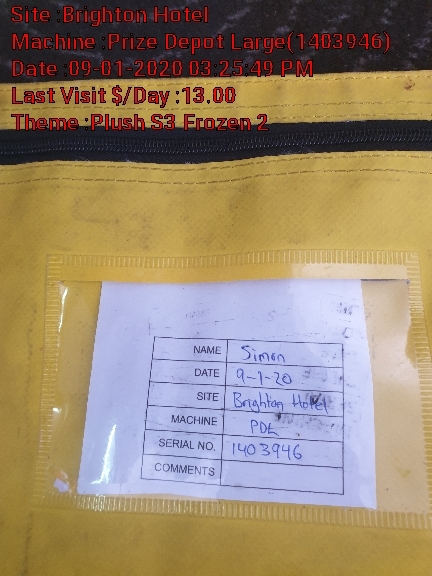 Site :Brighton Hotel
Machine :Prize Depot Large(1403946)
Date :09-01-2020 03:25:49 PM
Last Visit $/Day :13.00
Theme :Plush S3 Frozen 2
NAME Simon
DATE 9-1-20
SITE Brighton Hotel
MACHINE PDL
SERIAL NO. 1403946
COMMENTS